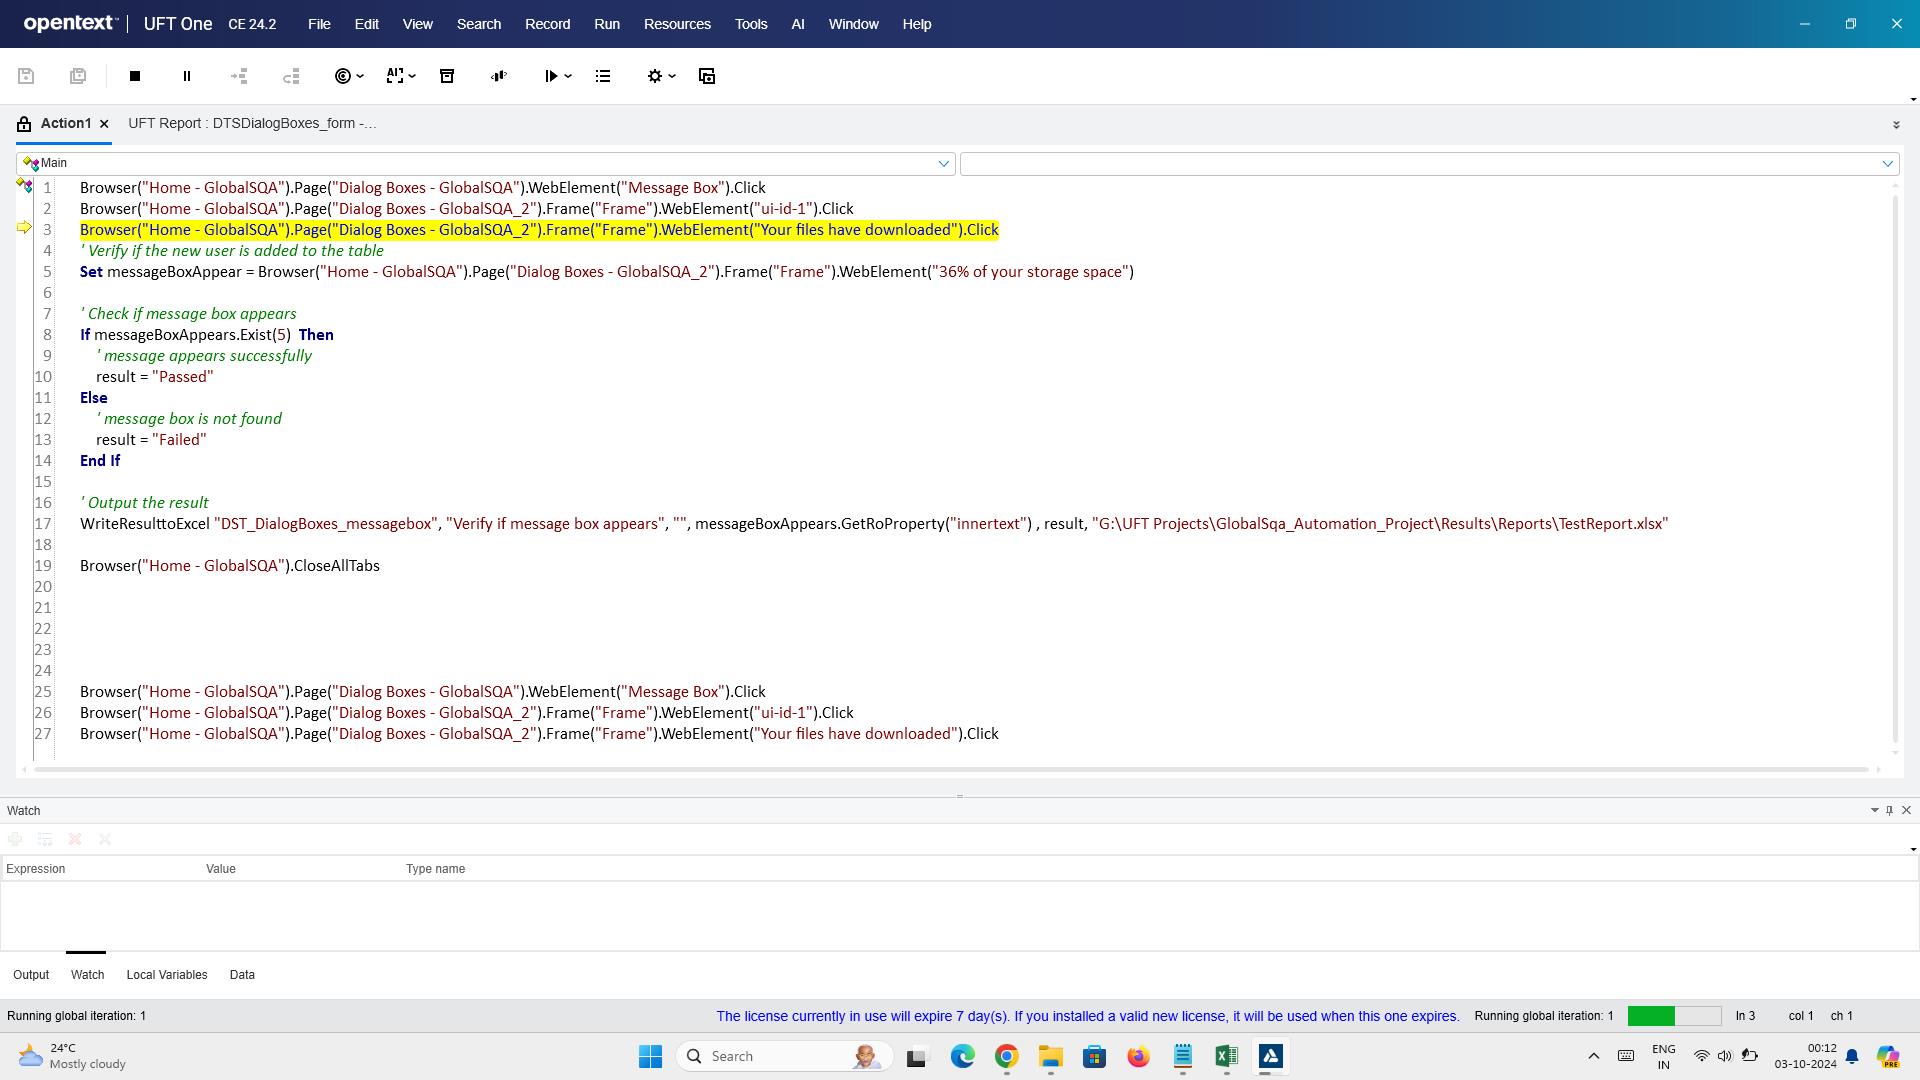 opentext™ | UFT One CE 24.2 File Edit View Search Record Run Resources Tools AI Window Help
Action1 UFT Report : DTSDialogBoxes_form -...
Main
1 Browser("Home - GlobalSQA").Page("Dialog Boxes - GlobalSQA").WebElement("Message Box").Click
2 Browser("Home - GlobalSQA").Page("Dialog Boxes - GlobalSQA_2").Frame("Frame").WebElement("ui-id-1").Click
3 Browser("Home - GlobalSQA").Page("Dialog Boxes - GlobalSQA_2").Frame("Frame").WebElement("Your files have downloaded").Click
4 ' Verify if the new user is added to the table
5 Set messageBoxAppear = Browser("Home - GlobalSQA").Page("Dialog Boxes - GlobalSQA_2").Frame("Frame").WebElement("36% of your storage space")
6
7 ' Check if message box appears
8 If messageBoxAppears.Exist(5) Then
9 ' message appears successfully
10 result = "Passed"
11 Else
12 ' message box is not found
13 result = "Failed"
14 End If
15
16 ' Output the result
17 WriteResulttoExcel "DST_DialogBoxes_messagebox", "Verify if message box appears", "", messageBoxAppears.GetRoProperty("innertext") , result, "G:\UFT Projects\GlobalSqa_Automation_Project\Results\Reports\TestReport.xlsx"
18
19 Browser("Home - GlobalSQA").CloseAllTabs
20
21
22
23
24
25 Browser("Home - GlobalSQA").Page("Dialog Boxes - GlobalSQA").WebElement("Message Box").Click
26 Browser("Home - GlobalSQA").Page("Dialog Boxes - GlobalSQA_2").Frame("Frame").WebElement("ui-id-1").Click
27 Browser("Home - GlobalSQA").Page("Dialog Boxes - GlobalSQA_2").Frame("Frame").WebElement("Your files have downloaded").Click
Watch
Expression Value Type name
Output Watch Local Variables Data
Running global iteration: 1 The license currently in use will expire 7 day(s). If you installed a valid new license, it will be used when this one expires. Running global iteration: 1 ln 3 col 1 ch 1
24°C
Mostly cloudy
Search
ENG
IN
00:12
03-10-2024
PRE